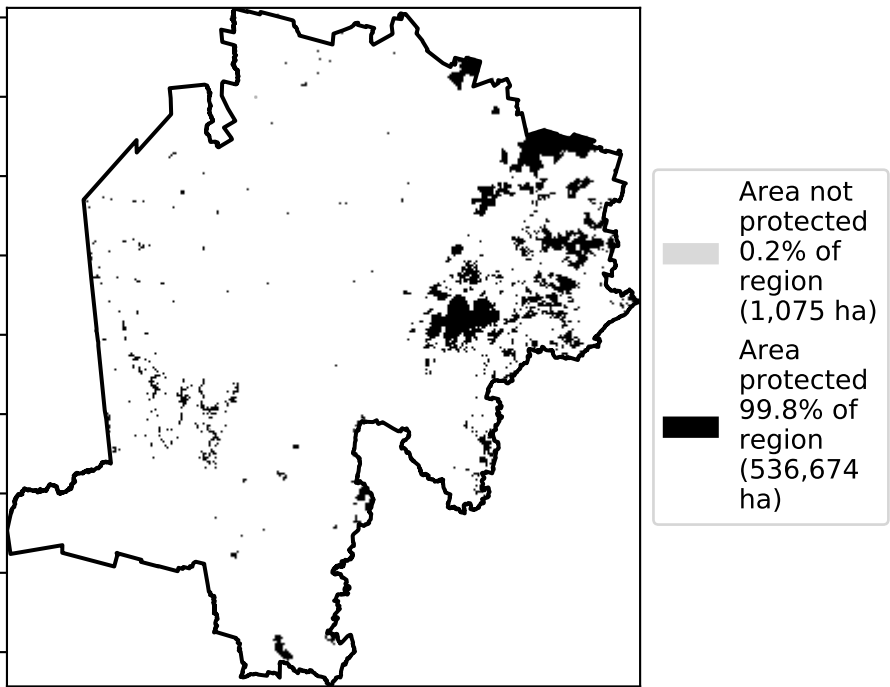 Area not
protected
0.2% of
region
(1,075 ha)
Area
protected
99.8% of
region
(536,674
ha)